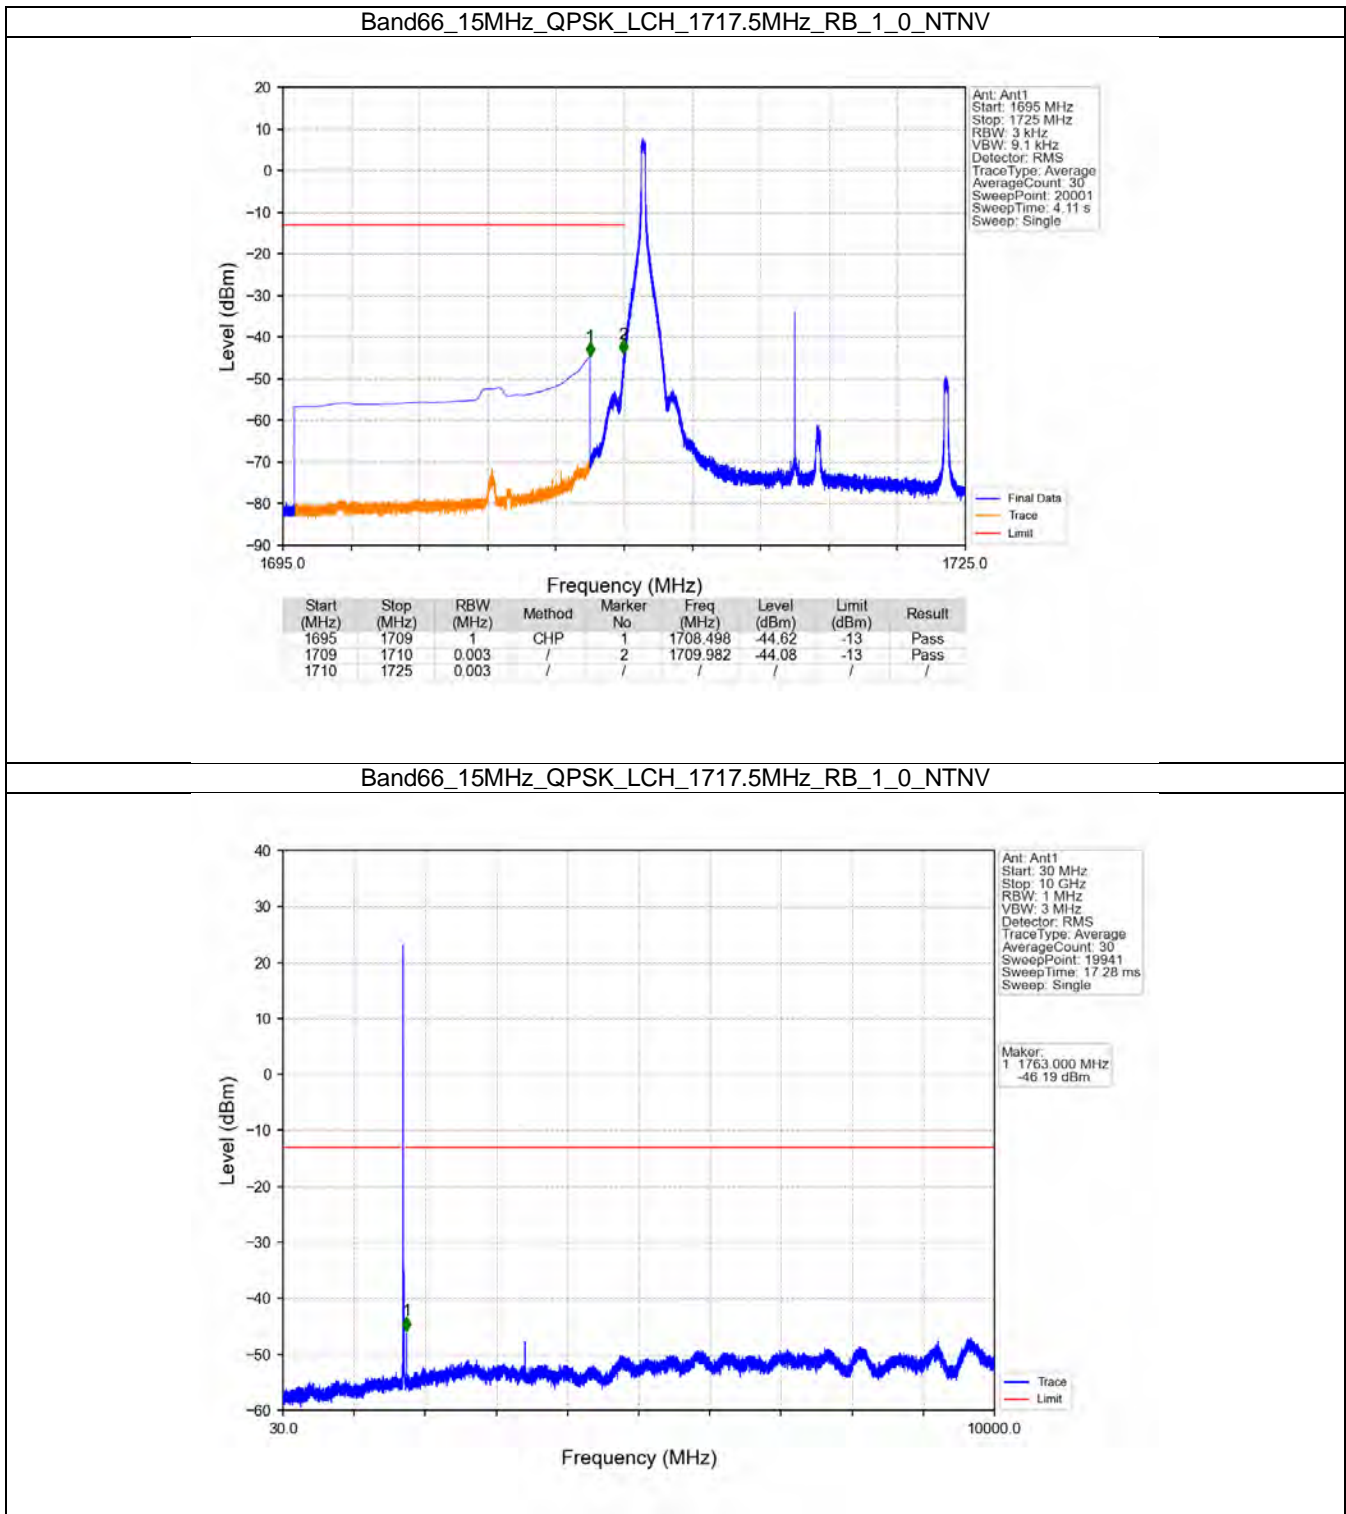 Band66_15MHz_QPSK_LCH_1717.5MHz_RB_1_0_NTNV
20
10
0
−10
−20
−30
−40
−50
−60
−70
−80
−90
Level (dBm)
1
2
1695.0
1725.0
Frequency (MHz)
Ant: Ant1
Start: 1695 MHz
Stop: 1725 MHz
RBW: 3 kHz
VBW: 9.1 kHz
Detector: RMS
TraceType: Average
AverageCount: 30
SweepPoint: 20001
SweepTime: 4.11 s
Sweep: Single
Final Data
Trace
Limit
Start (MHz) Stop (MHz) RBW (MHz) Method Marker No Freq (MHz) Level (dBm) Limit (dBm) Result
1695 1709 1 CHP 1 1708.498 -44.62 -13 Pass
1709 1710 0.003 / 2 1709.982 -44.08 -13 Pass
1710 1725 0.003 / / / / / /
Band66_15MHz_QPSK_LCH_1717.5MHz_RB_1_0_NTNV
40
30
20
10
0
−10
−20
−30
−40
−50
−60
Level (dBm)
1
30.0
10000.0
Frequency (MHz)
Ant: Ant1
Start: 30 MHz
Stop: 10 GHz
RBW: 1 MHz
VBW: 3 MHz
Detector: RMS
TraceType: Average
AverageCount: 30
SweepPoint: 19941
SweepTime: 17.28 ms
Sweep: Single
Maker:
1 1763.000 MHz
-46.19 dBm
Trace
Limit